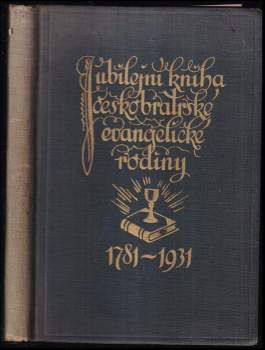 Jubilejní kniha
českobratrské
evangelické
rodiny
1781~1931